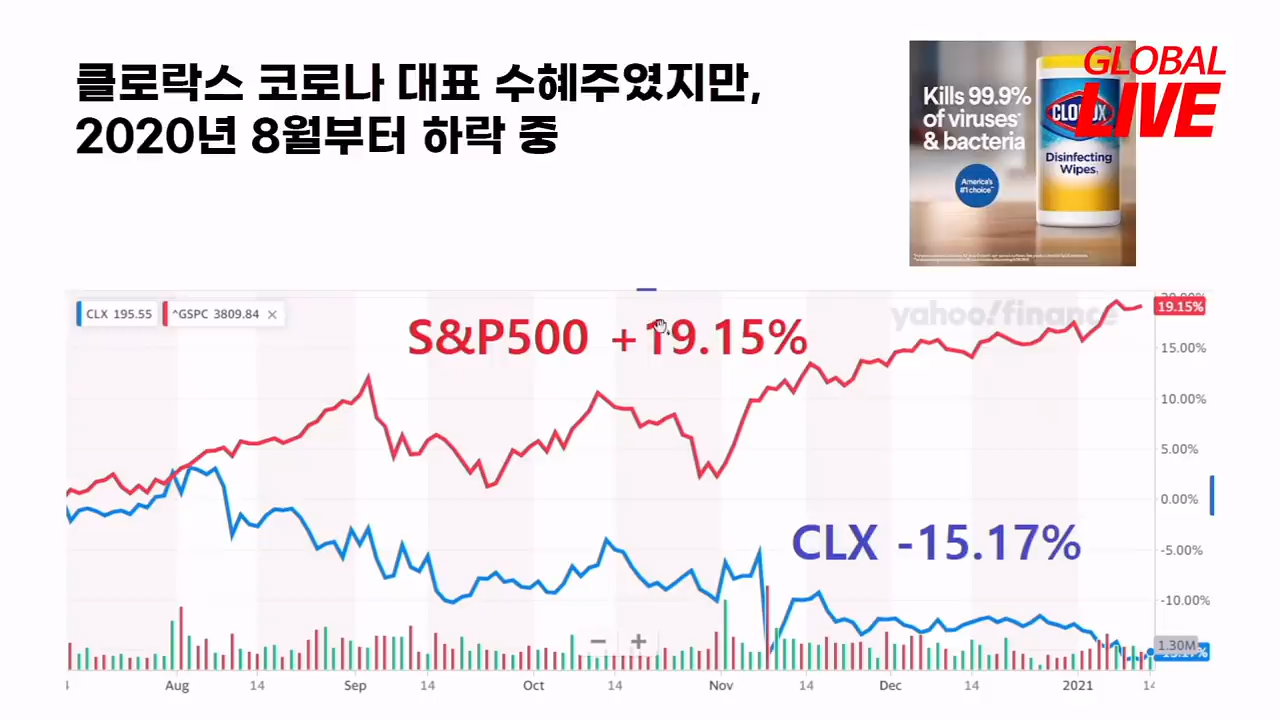 클로락스 코로나 대표 수혜주였지만,
2020년 8월부터 하락 중
GLOBAL
LIVE
Kills 99.9%
of viruses*
& bacteria
America's
#1 choice
CLOROX
Disinfecting
Wipes
CLX 195.55
^GSPC 3809.84 ×
S&P500 +19.15%
yahoo!finance
20.00%
19.15%
15.00%
10.00%
5.00%
0.00%
-5.00%
-10.00%
CLX -15.17%
1.30M
-15.17%
Aug 14 Sep 14 Oct 14 Nov 14 Dec 14 2021 14